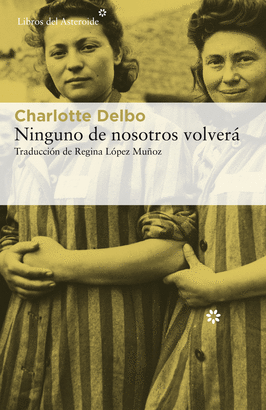 Libros del Asteroide
Charlotte Delbo
Ninguno de nosotros volverá
Traducción de Regina López Muñoz